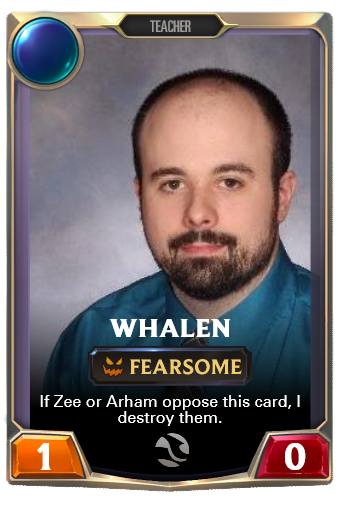 TEACHER
WHALEN
FEARSOME
If Zee or Arham oppose this card, I
destroy them.
1
0